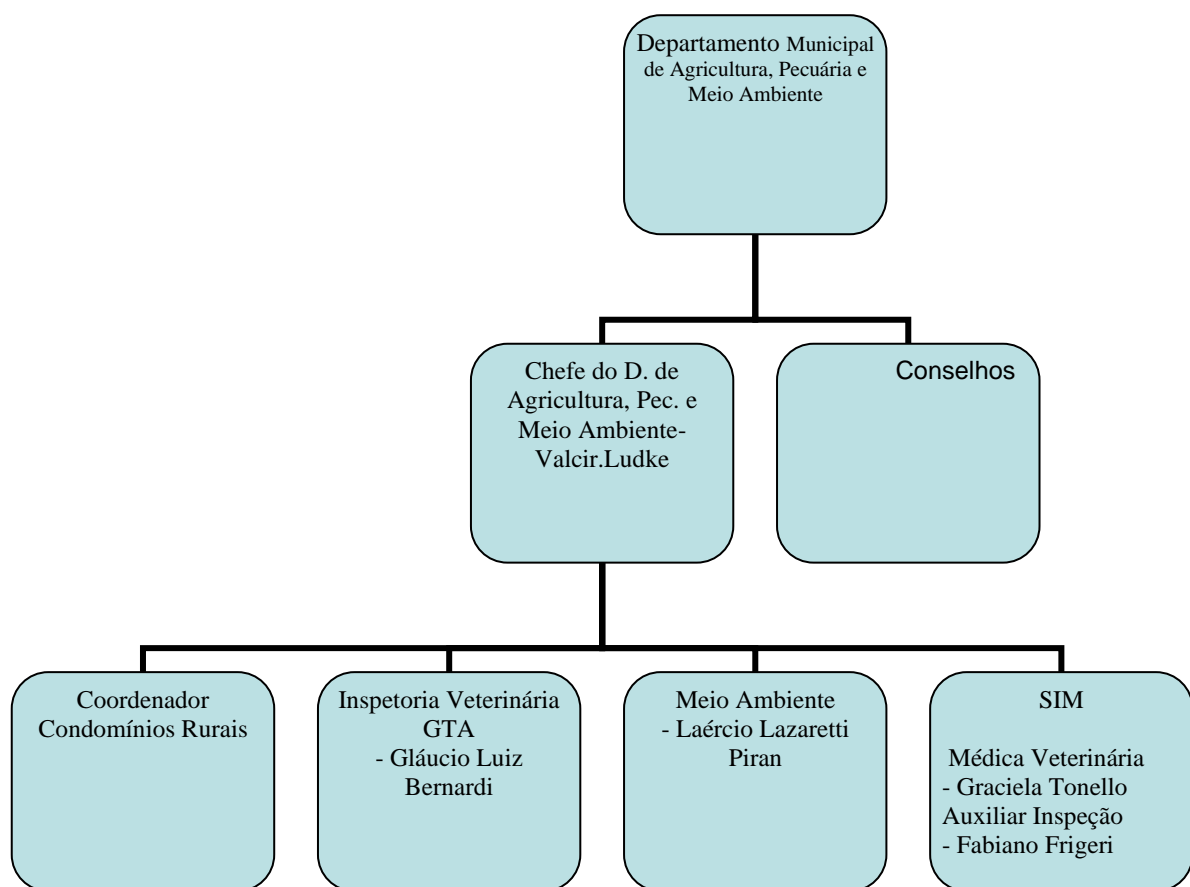 Departamento Municipal
de Agricultura, Pecuária e
Meio Ambiente
Chefe do D. de
Agricultura, Pec. e
Meio Ambiente-
Valcir.Ludke
Conselhos
Coordenador
Condomínios Rurais
Inspetoria Veterinária
GTA
- Gláucio Luiz
Bernardi
Meio Ambiente
- Laércio Lazaretti
Piran
SIM
Médica Veterinária
- Graciela Tonello
Auxiliar Inspeção
- Fabiano Frigeri